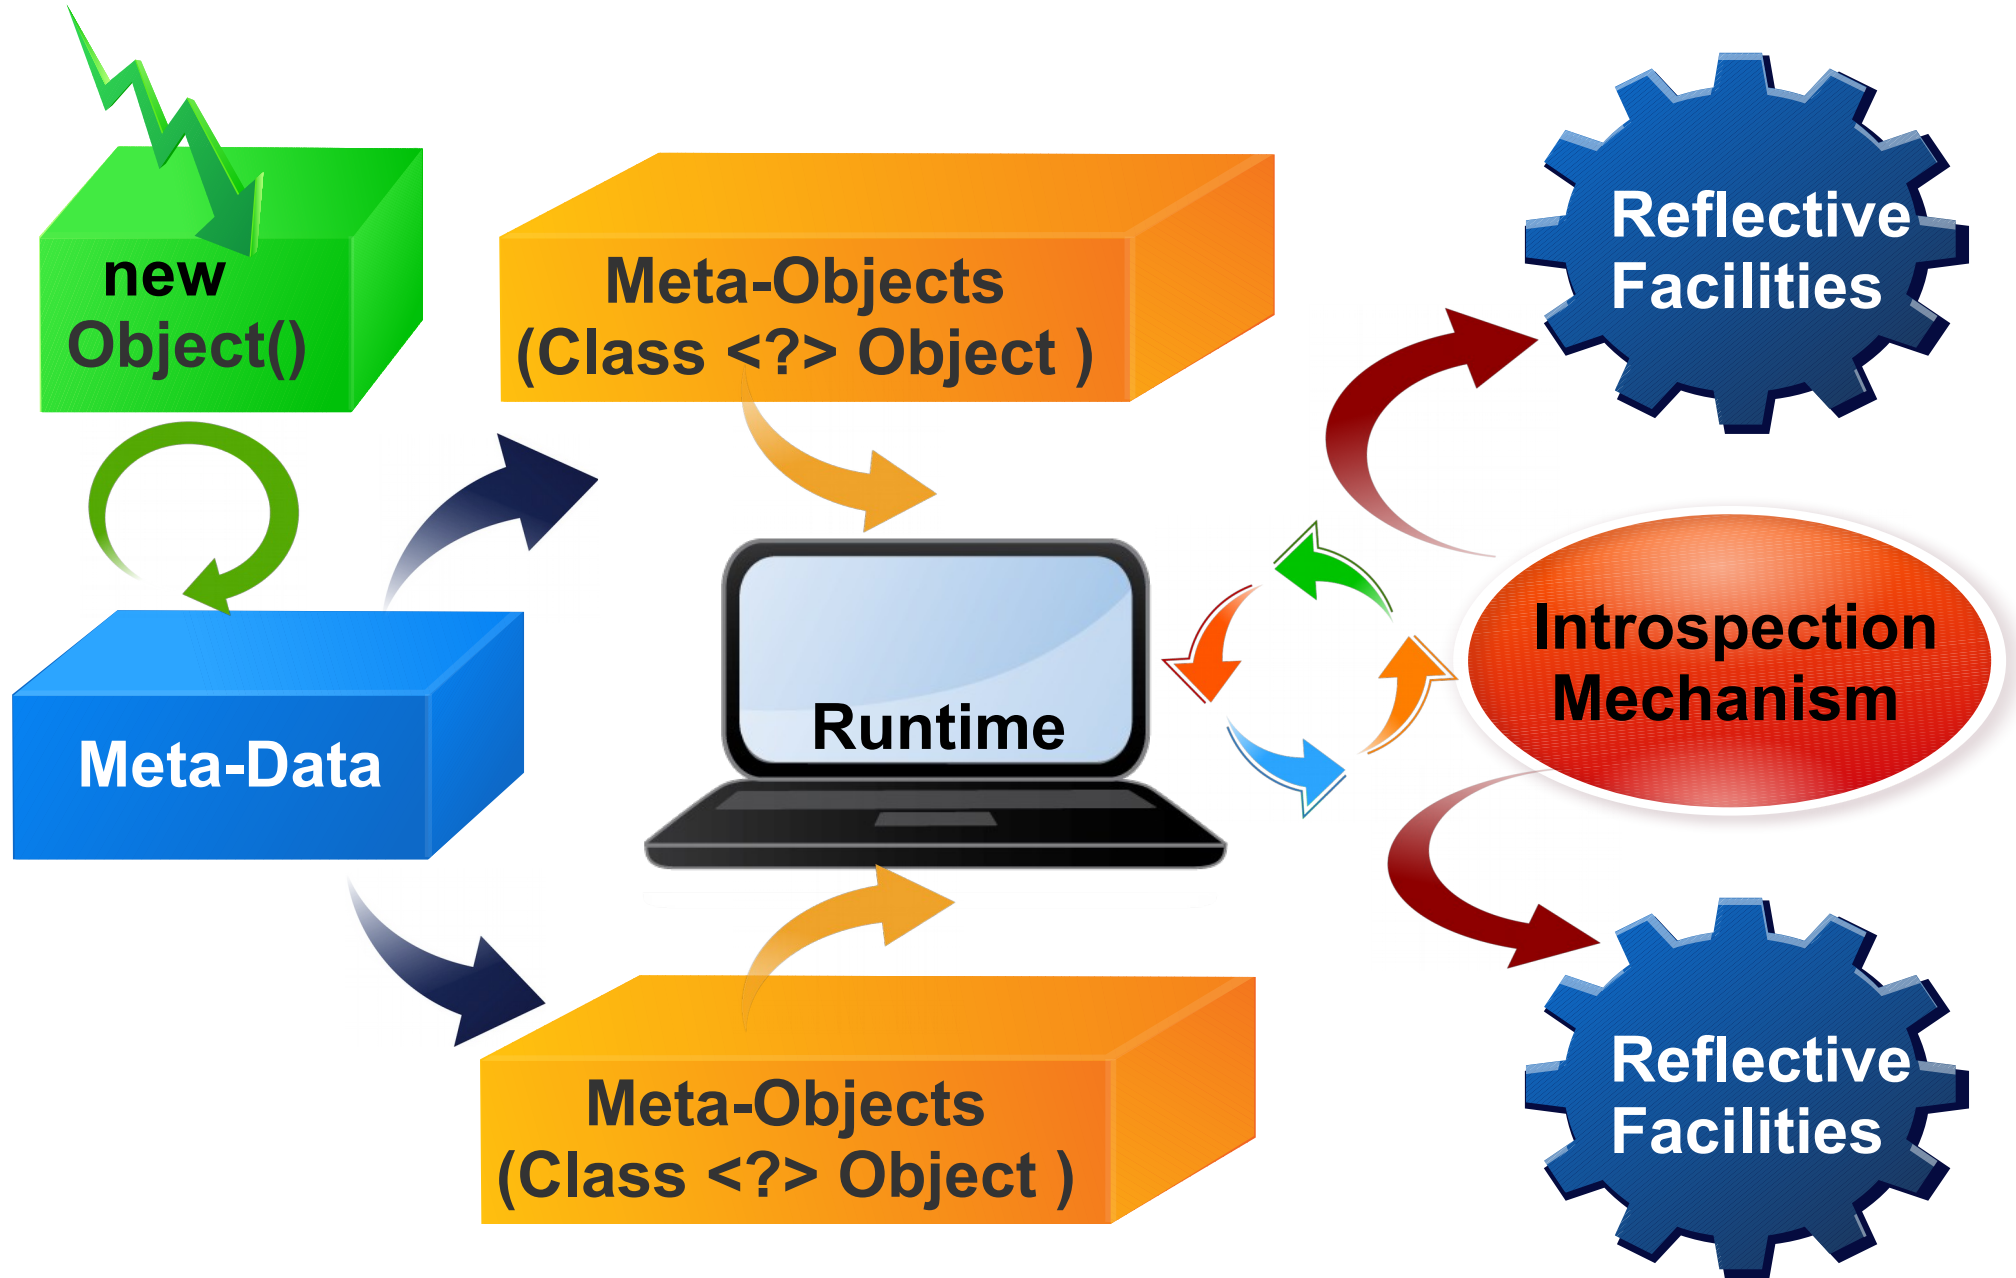 new
Object()
Meta-Objects
(Class <?> Object )
Reflective
Facilities
Meta-Data
Runtime
Introspection
Mechanism
Meta-Objects
(Class <?> Object )
Reflective
Facilities